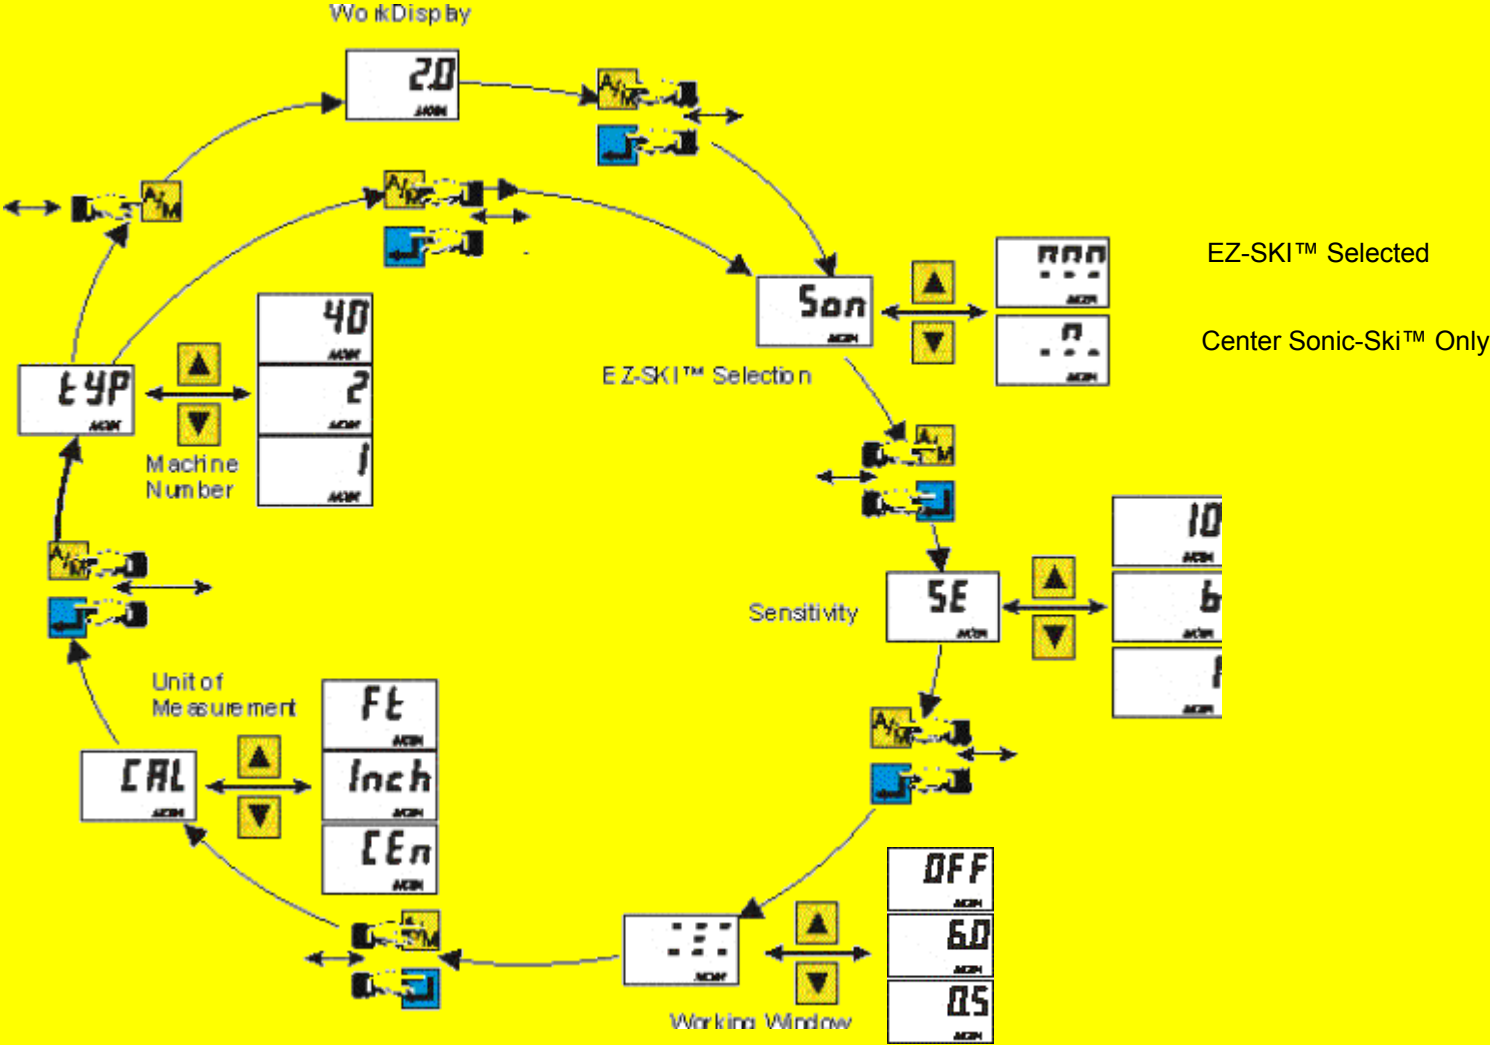 WorkDisplay
2.0
A/M
A/M
A/M
EZ-SKI™ Selected
Son
Center Sonic-Ski™ Only
EZ-SKI™ Selection
40
tYP
2
Machine
Number
1
A/M
A/M
10
SE
6
Sensitivity
1
Unit of
Measurement
Ft
A/M
CAL
Inch
CEn
OFF
A/M
6.0
0.5
Working Window